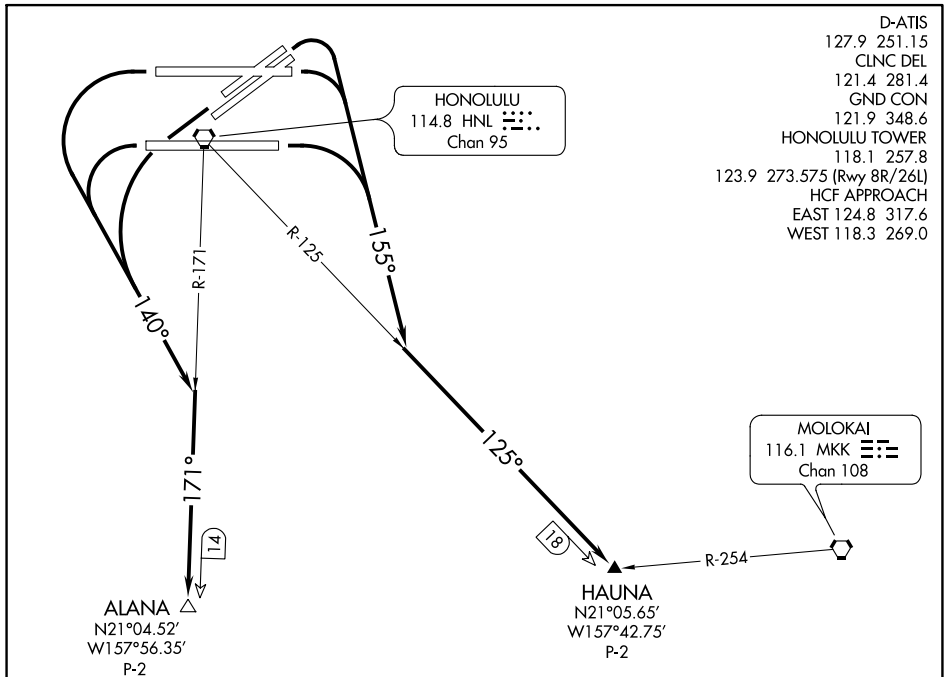 D-ATIS
127.9 251.15
CLNC DEL
121.4 281.4
GND CON
121.9 348.6
HONOLULU TOWER
118.1 257.8
123.9 273.575 (Rwy 8R/26L)
HCF APPROACH
EAST 124.8 317.6
WEST 118.3 269.0
HONOLULU
114.8 HNL
Chan 95
R-171
R-125
155°
140°
171°
125°
14
18
MOLOKAI
116.1 MKK
Chan 108
R-254
ALANA
N21°04.52′
W157°56.35′
P-2
HAUNA
N21°05.65′
W157°42.75′
P-2